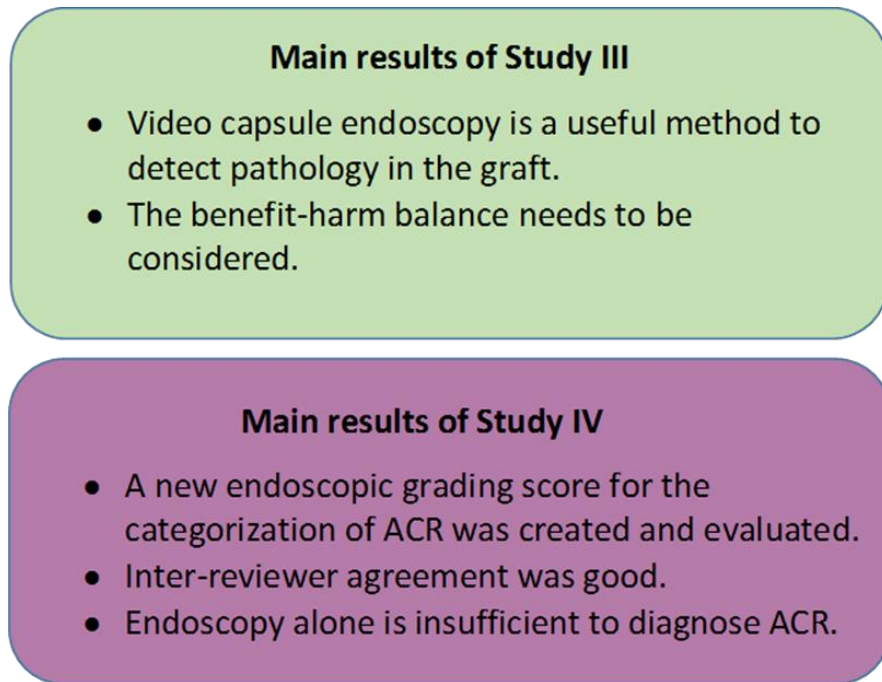 Main results of Study III
● Video capsule endoscopy is a useful method to
detect pathology in the graft.
● The benefit-harm balance needs to be
considered.
Main results of Study IV
● A new endoscopic grading score for the
categorization of ACR was created and evaluated.
● Inter-reviewer agreement was good.
● Endoscopy alone is insufficient to diagnose ACR.